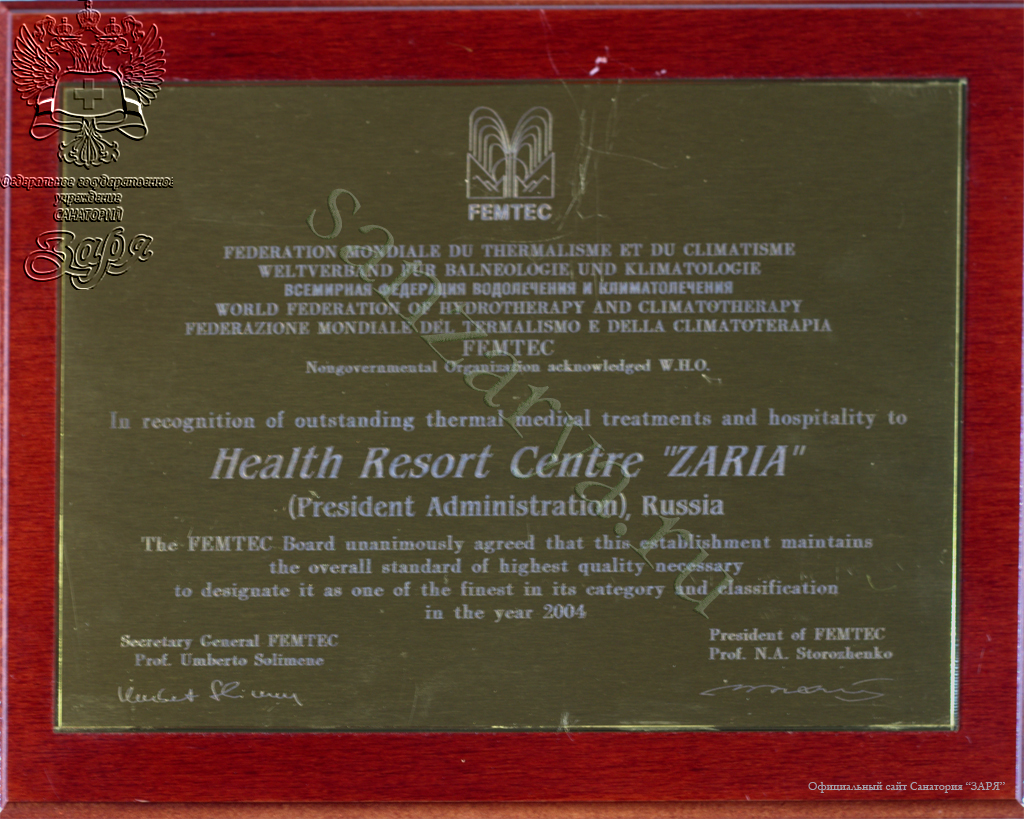 Федеральное государственное
учреждение
САНАТОРИЙ
Заря
FEMTEC
FEDERATION MONDIALE DU THERMALISME ET DU CLIMATISME
WELTVERBAND FÜR BALNEOLOGIE UND KLIMATOLOGIE
ВСЕМИРНАЯ ФЕДЕРАЦИЯ ВОДОЛЕЧЕНИЯ И КЛИМАТОЛЕЧЕНИЯ
WORLD FEDERATION OF HYDROTHERAPY AND CLIMATOTHERAPY
FEDERAZIONE MONDIALE DEL TERMALISMO E DELLA CLIMATOTERAPIA
FEMTEC
Nongovernmental Organization acknowledged W.H.O.
In recognition of outstanding thermal medical treatments and hospitality to
Health Resort Centre "ZARIA"
(President Administration), Russia
The FEMTEC Board unanimously agreed that this establishment maintains
the overall standard of highest quality necessary
to designate it as one of the finest in its category and classification
in the year 2004
Secretary General FEMTEC
Prof. Umberto Solimene
President of FEMTEC
Prof. N.A. Storozhenko
sanzarya.ru
Официальный сайт Санатория “ЗАРЯ”